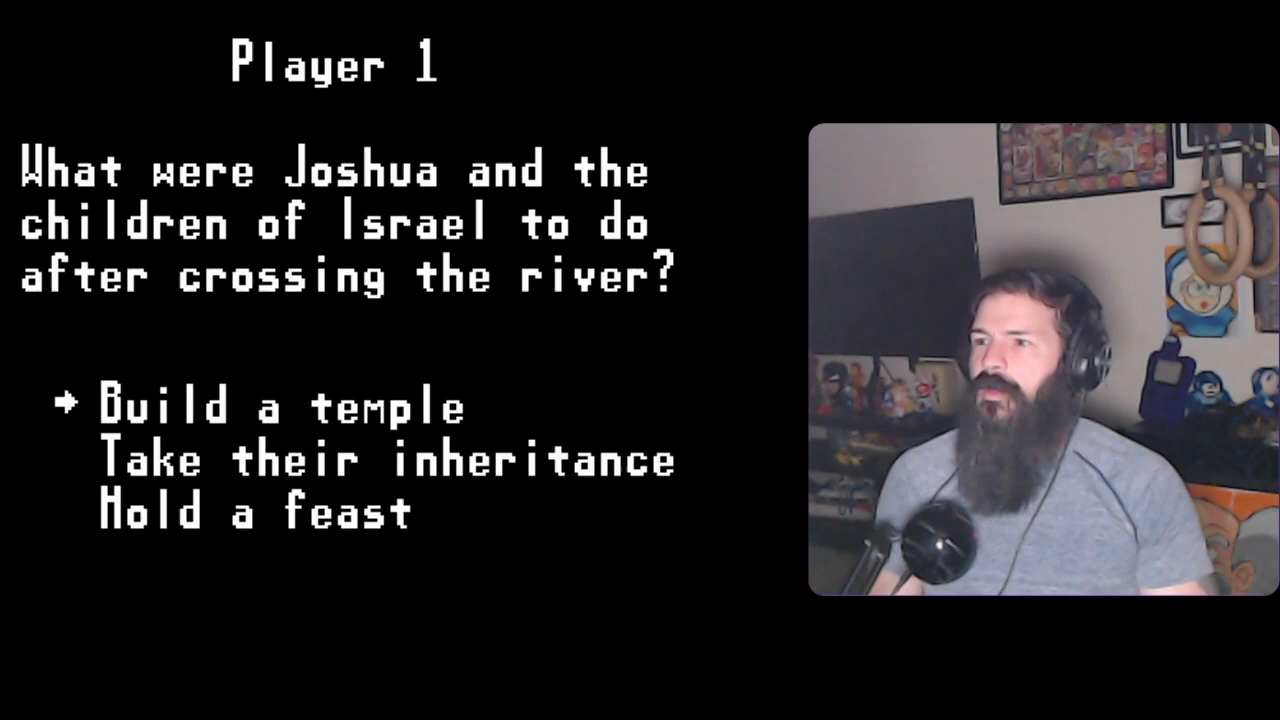 Player 1
What were Joshua and the
children of Israel to do
after crossing the river?
Build a temple
Take their inheritance
Hold a feast